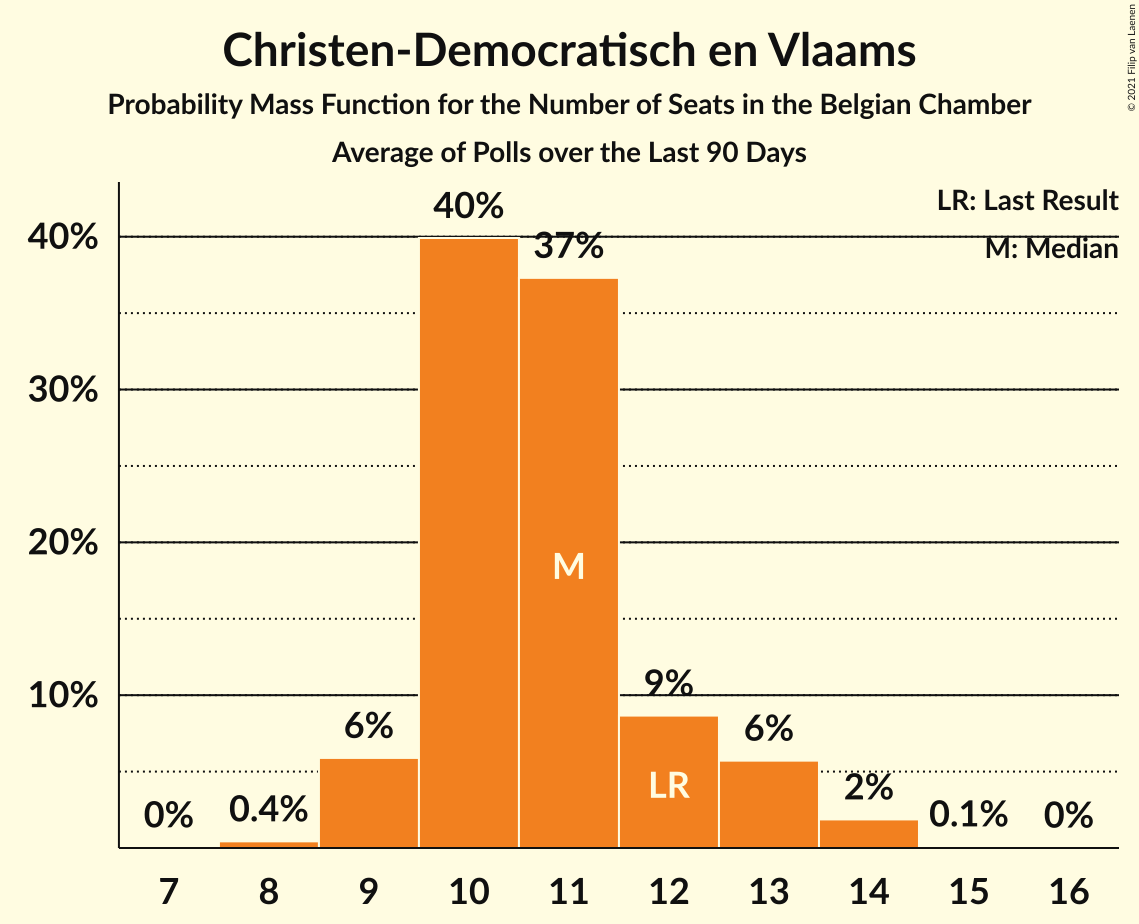 Christen-Democratisch en Vlaams
Probability Mass Function for the Number of Seats in the Belgian Chamber
Average of Polls over the Last 90 Days
© 2021 Filip van Laenen
LR: Last Result
M: Median
40%
30%
20%
10%
0%
0.4%
6%
40%
37%
9%
6%
2%
0.1%
0%
M
LR
7 8 9 10 11 12 13 14 15 16